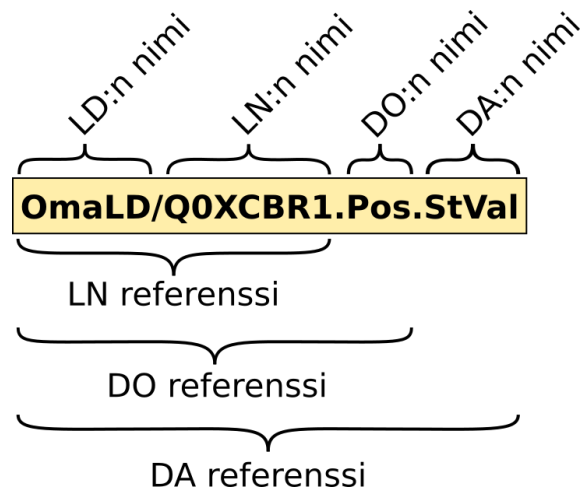 LD:n nimi
LN:n nimi
DO:n nimi
DA:n nimi
OmaLD/Q0XCBR1.Pos.StVal
LN referenssi
DO referenssi
DA referenssi